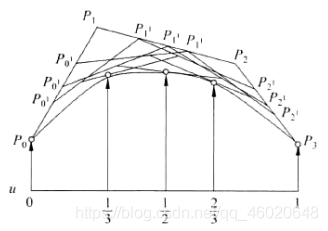 P₁
P₁¹ P₁¹ P₁¹
P₀¹ P₂
P₀¹ P₂¹
P₀¹ P₂¹
P₂¹
P₀ P₃
u
0 1/3 1/2 2/3 1
https://blog.csdn.net/qq_46020648